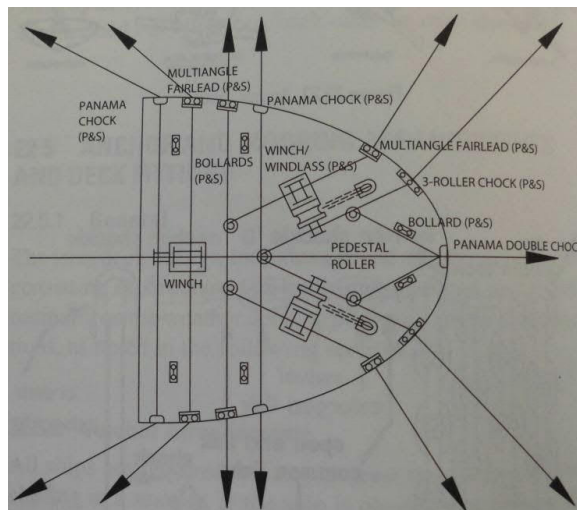 MULTIANGLE
FAIRLEAD (P&S)
PANAMA
CHOCK
(P&S)
PANAMA CHOCK (P&S)
BOLLARDS
(P&S)
WINCH/
WINDLASS (P&S)
MULTIANGLE FAIRLEAD (P&S)
3-ROLLER CHOCK (P&S)
BOLLARD (P&S)
PEDESTAL
ROLLER
PANAMA DOUBLE CHOC
WINCH